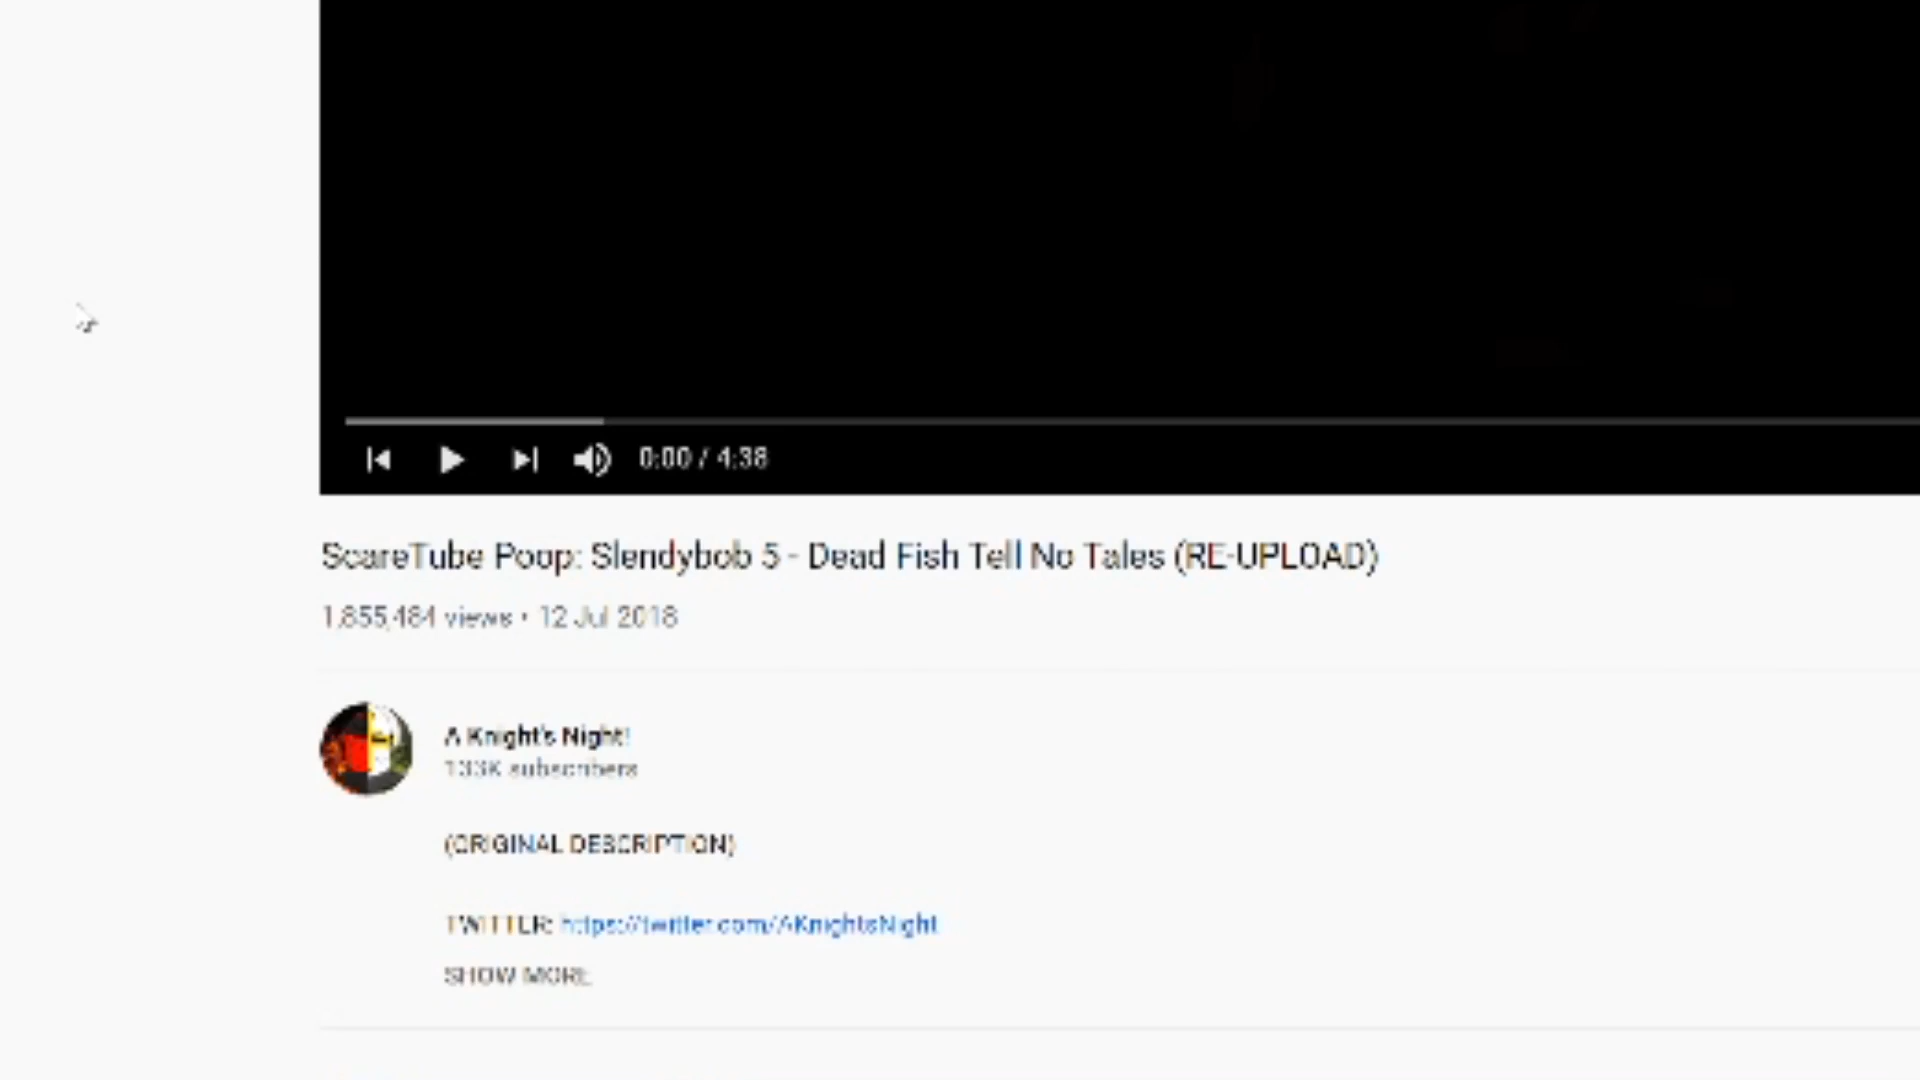 0:00 / 4:38
ScareTube Poop: Slendybob 5 - Dead Fish Tell No Tales (RE-UPLOAD)
1,855,484 views • 12 Jul 2018
A Knight's Night!
133K subscribers
(ORIGINAL DESCRIPTION)
TWITTER: https://twitter.com/AKnightsNight
SHOW MORE